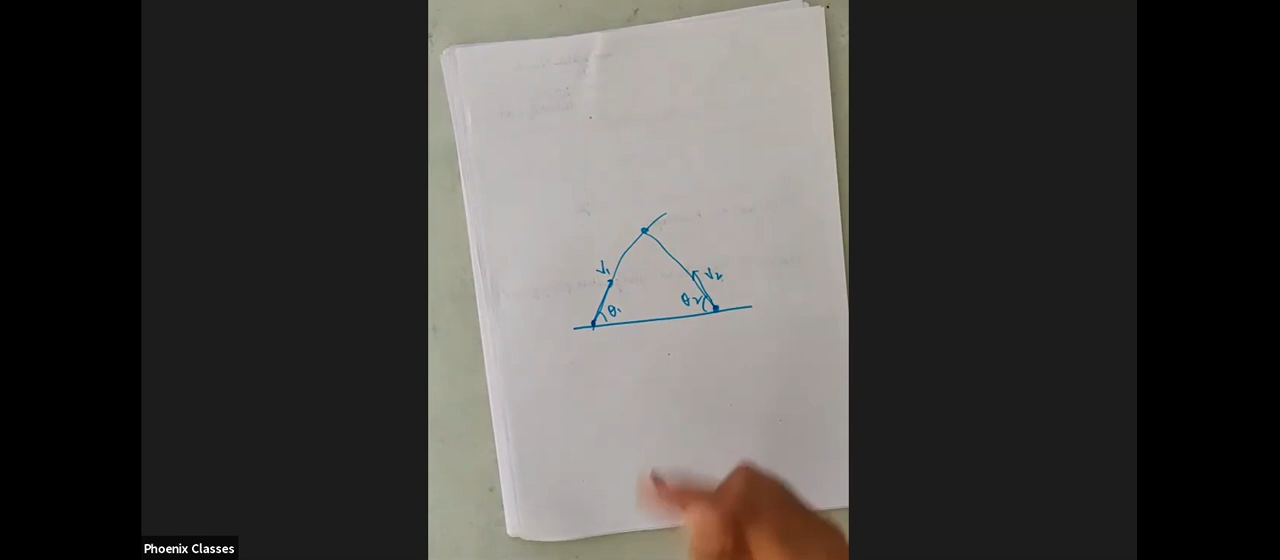 V₁
V₂
θ₁
θ₂
Phoenix Classes